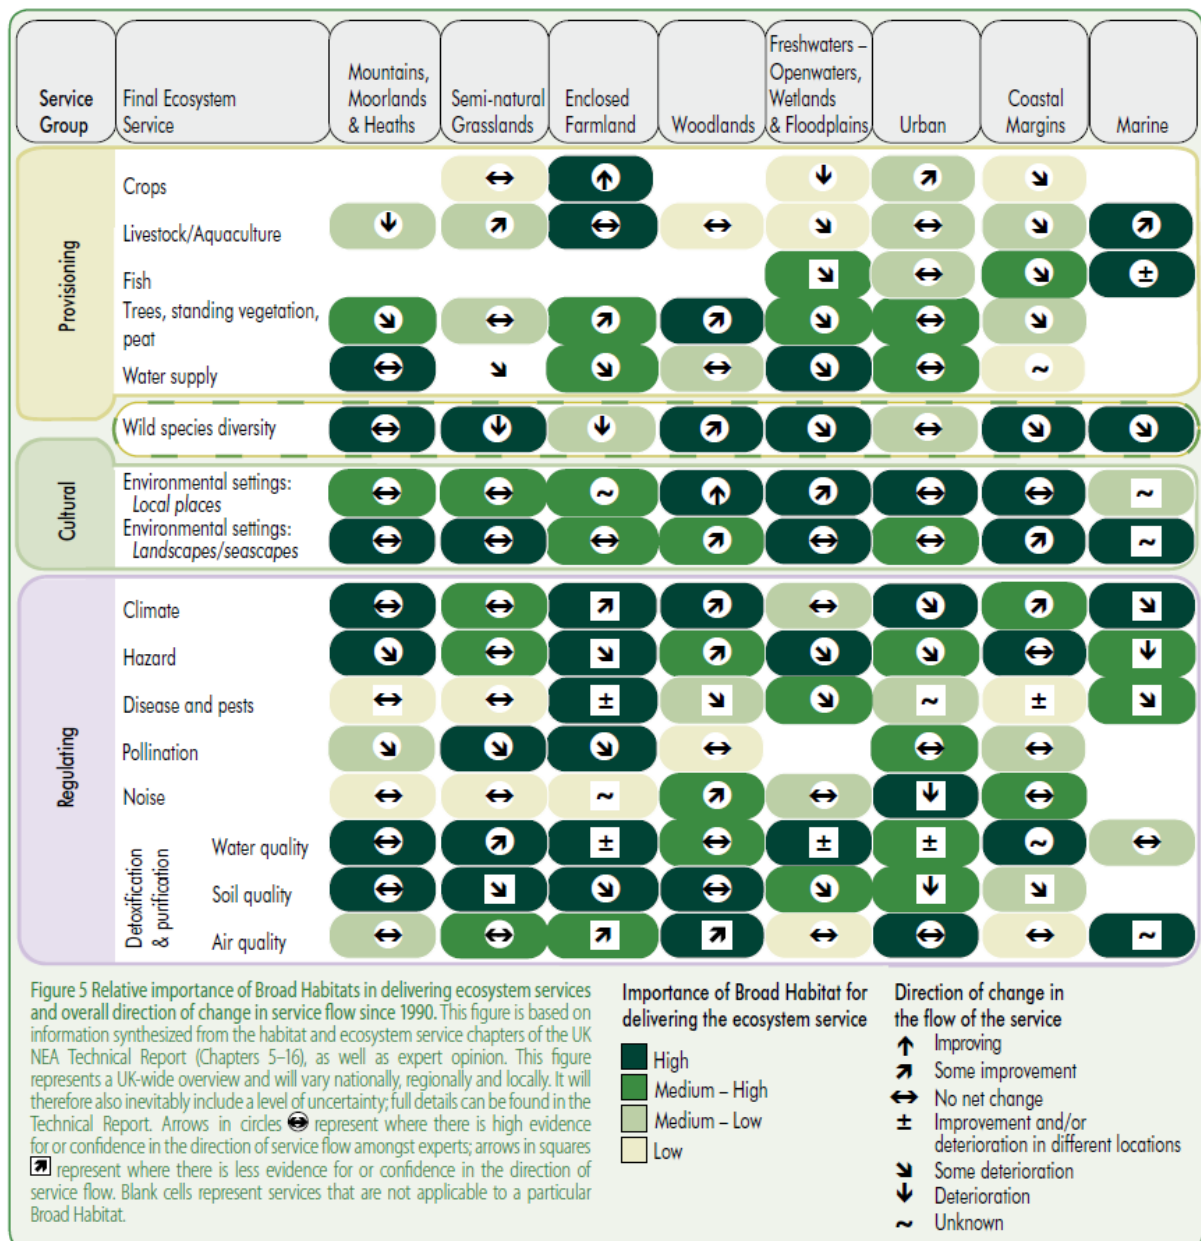 Service
Group
Final Ecosystem
Service
Mountains,
Moorlands
& Heaths
Semi-natural
Grasslands
Enclosed
Farmland
Woodlands
Freshwaters –
Openwaters,
Wetlands
& Floodplains
Urban
Coastal
Margins
Marine
Provisioning
Crops
Livestock/Aquaculture
Fish
Trees, standing vegetation,
peat
Water supply
Wild species diversity
Cultural
Environmental settings:
Local places
Environmental settings:
Landscapes/seascapes
Regulating
Climate
Hazard
Disease and pests
Pollination
Noise
Detoxification
& purification
Water quality
Soil quality
Air quality
Figure 5 Relative importance of Broad Habitats in delivering ecosystem services
and overall direction of change in service flow since 1990. This figure is based on
information synthesized from the habitat and ecosystem service chapters of the UK
NEA Technical Report (Chapters 5–16), as well as expert opinion. This figure
represents a UK-wide overview and will vary nationally, regionally and locally. It will
therefore also inevitably include a level of uncertainty; full details can be found in the
Technical Report. Arrows in circles ↔ represent where there is high evidence
for or confidence in the direction of service flow amongst experts; arrows in squares
↗ represent where there is less evidence for or confidence in the direction of
service flow. Blank cells represent services that are not applicable to a particular
Broad Habitat.
Importance of Broad Habitat for
delivering the ecosystem service
High
Medium – High
Medium – Low
Low
Direction of change in
the flow of the service
↑ Improving
↗ Some improvement
↔ No net change
± Improvement and/or
deterioration in different locations
↘ Some deterioration
↓ Deterioration
~ Unknown